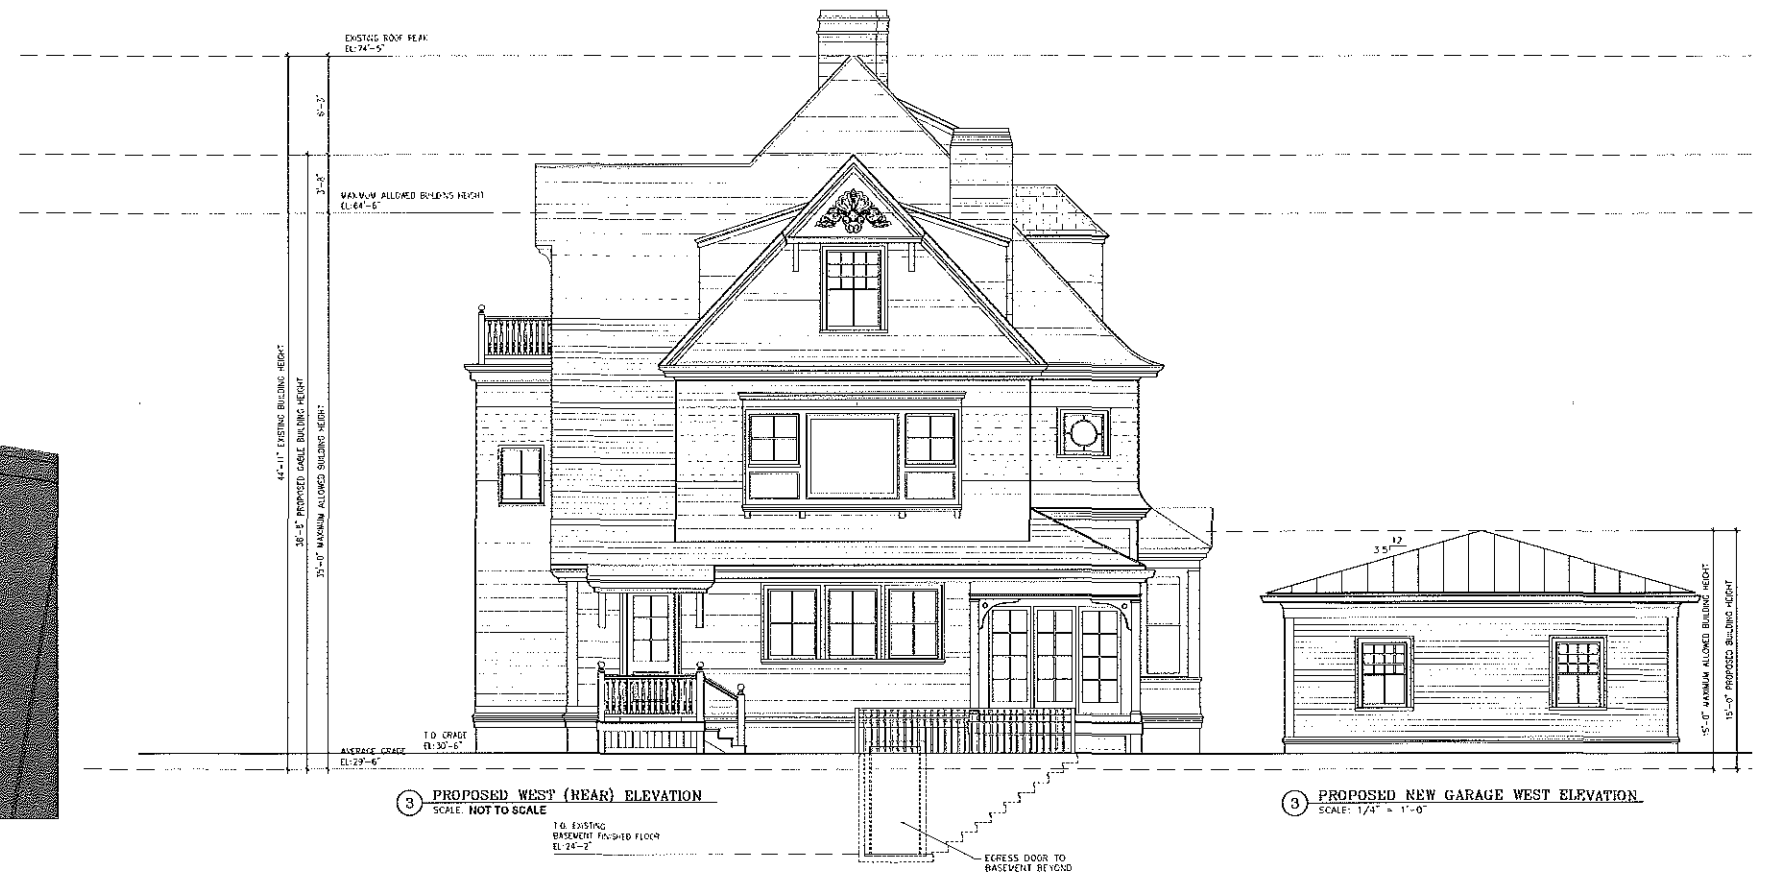 EXISTING ROOF PEAK
EL:74'-5"
6'-3"
3'-8"
MAXIMUM ALLOWED BUILDING HEIGHT
EL:64'-6"
44'-11" EXISTING BUILDING HEIGHT
38'-8" PROPOSED GABLE BUILDING HEIGHT
35'-0" MAXIMUM ALLOWED BUILDING HEIGHT
T.O. GRADE
EL:30'-6"
AVERAGE GRADE
EL:29'-6"
3 PROPOSED WEST (REAR) ELEVATION
SCALE: NOT TO SCALE
T.O. EXISTING
BASEMENT FINISHED FLOOR
EL:24'-2"
EGRESS DOOR TO
BASEMENT BEYOND
12
3.5
15'-0" MAXIMUM ALLOWED BUILDING HEIGHT
15'-0" PROPOSED BUILDING HEIGHT
3 PROPOSED NEW GARAGE WEST ELEVATION
SCALE: 1/4" = 1'-0"